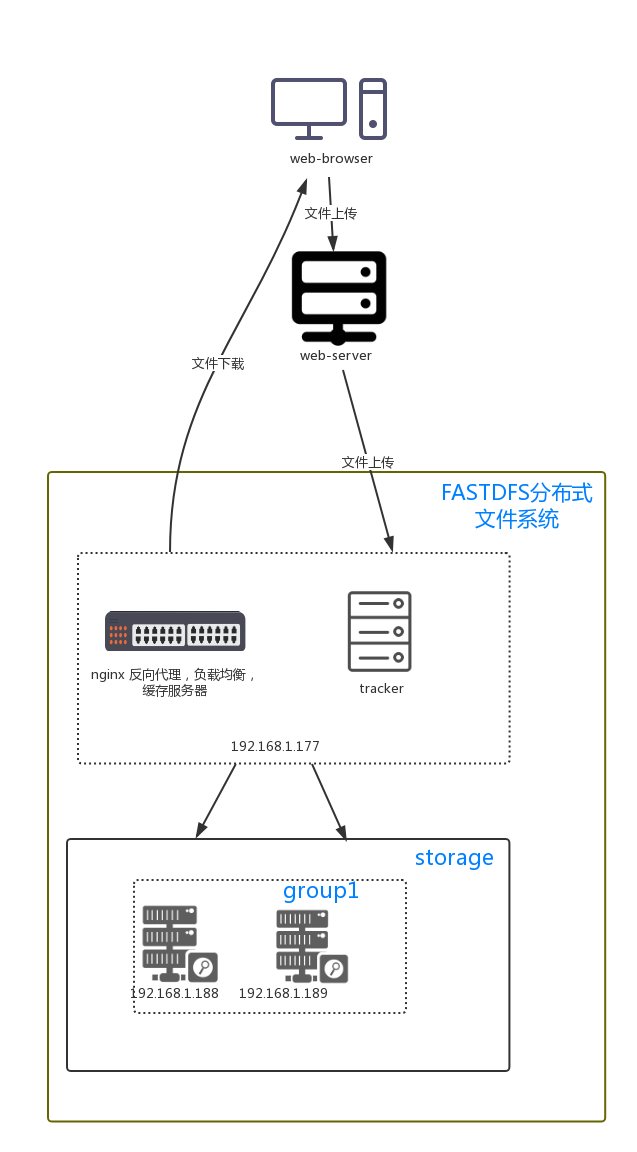 web-browser
文件上传
web-server
文件下载
文件上传
FASTDFS分布式
文件系统
nginx 反向代理，负载均衡，
缓存服务器
tracker
192.168.1.177
storage
group1
192.168.1.188
192.168.1.189